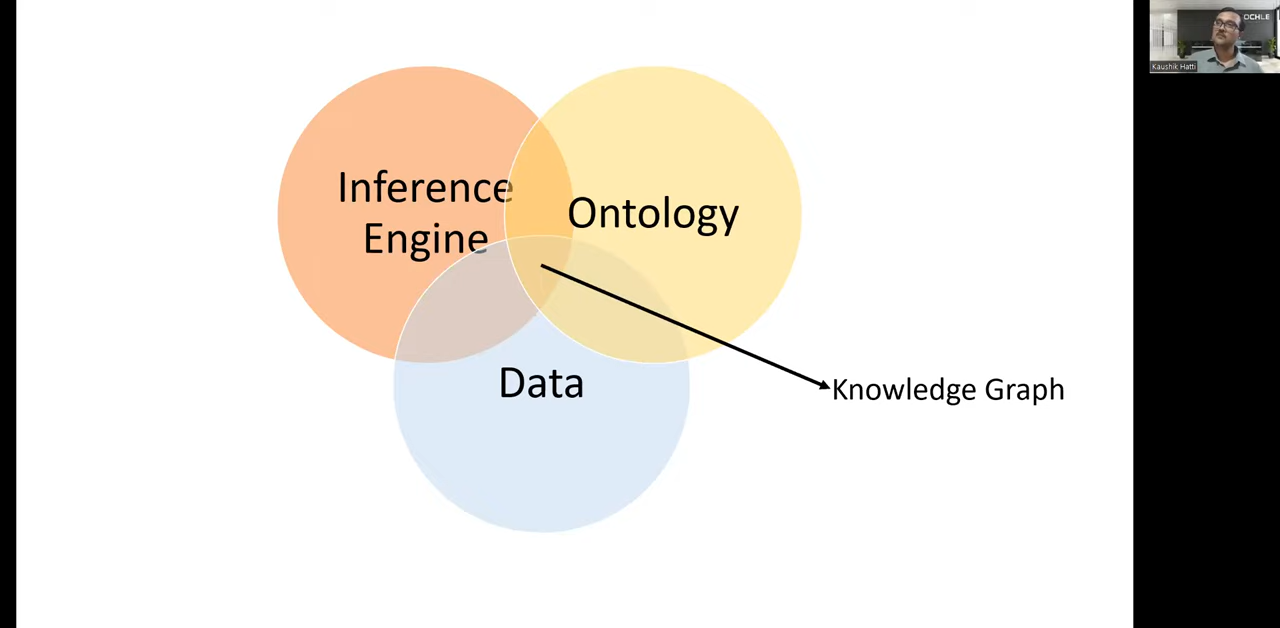 Inference
Engine
Ontology
Data
Knowledge Graph
Kaushik Hatti